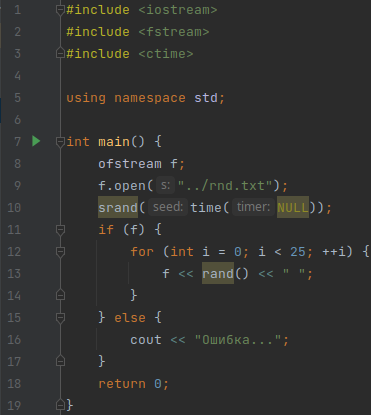 1 #include <iostream>
2 #include <fstream>
3 #include <ctime>
4
5 using namespace std;
6
7 int main() {
8     ofstream f;
9     f.open( s: "../rnd.txt");
10     srand( seed: time( timer: NULL));
11     if (f) {
12         for (int i = 0; i < 25; ++i) {
13             f << rand() << " ";
14         }
15     } else {
16         cout << "Ошибка...";
17     }
18     return 0;
19 }